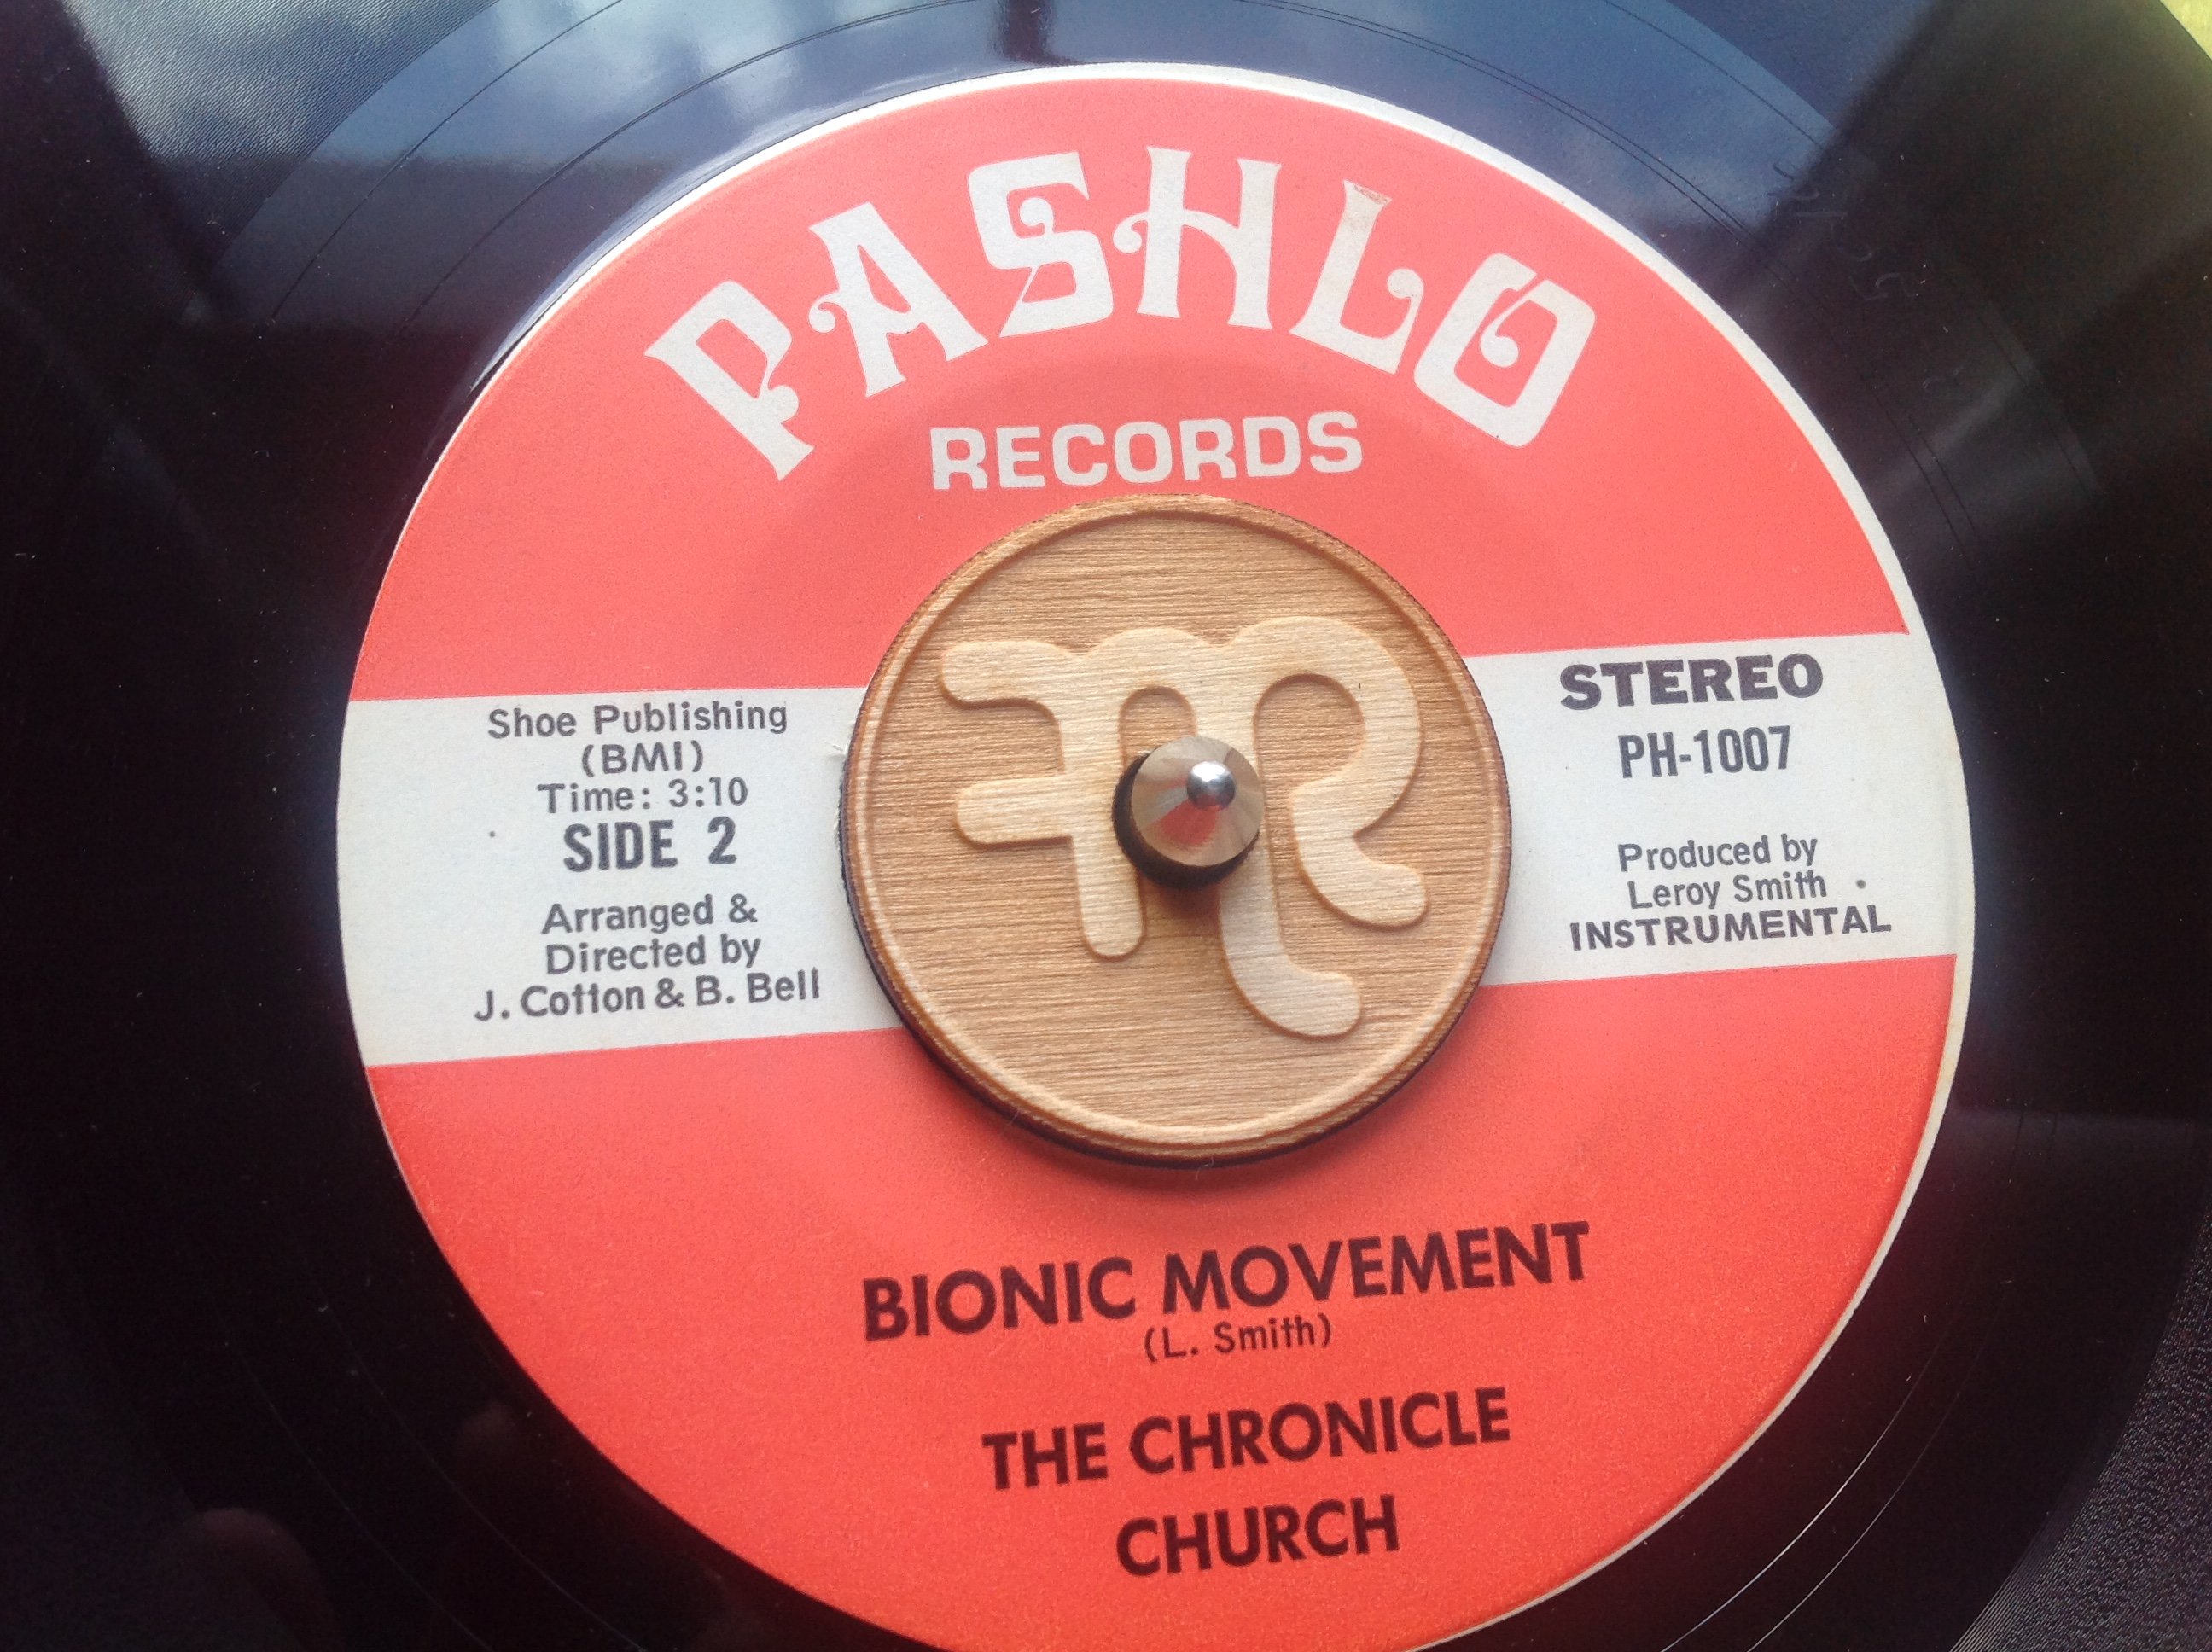 PASHLO
RECORDS
Shoe Publishing
(BMI)
Time: 3:10
SIDE 2
Arranged &
Directed by
J. Cotton & B. Bell
STEREO
PH-1007
Produced by
Leroy Smith
INSTRUMENTAL
BIONIC MOVEMENT
(L. Smith)
THE CHRONICLE
CHURCH